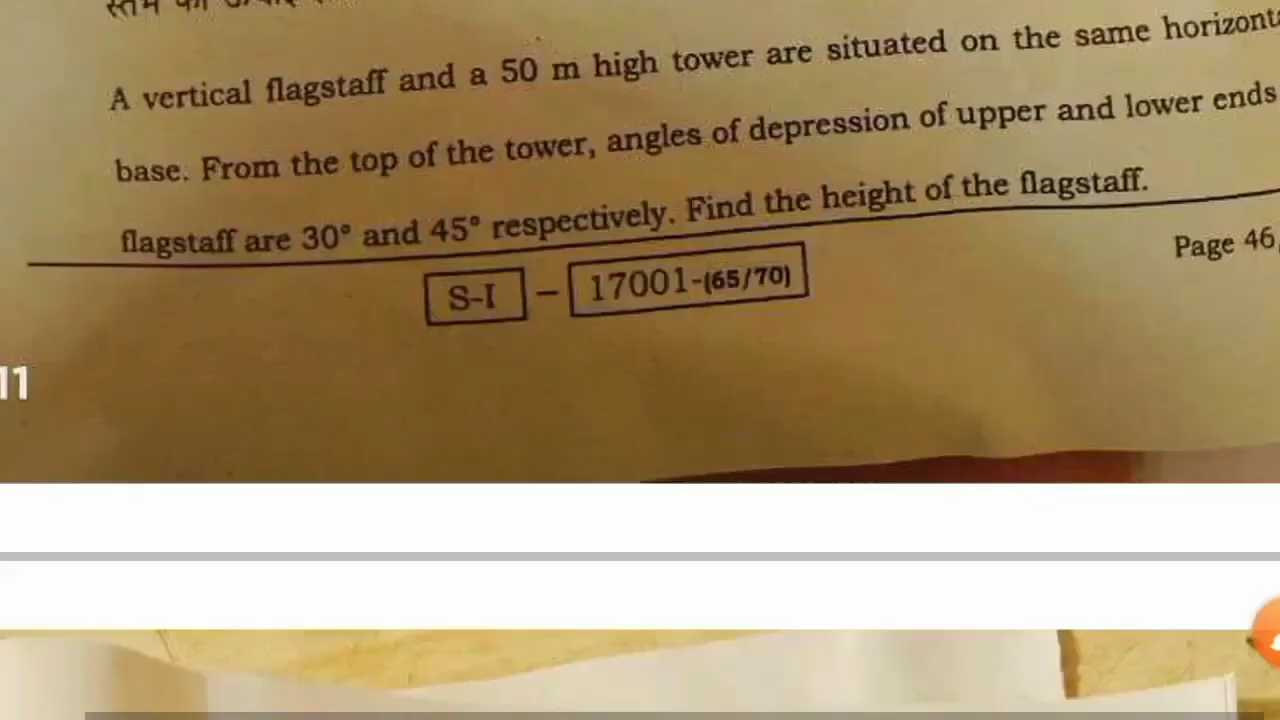 A vertical flagstaff and a 50 m high tower are situated on the same
base. From the top of the tower, angles of depression of upper and lower ends
flagstaff are 30° and 45° respectively. Find the height of the flagstaff.
Page 46
S-I – 17001-(65/70)
11